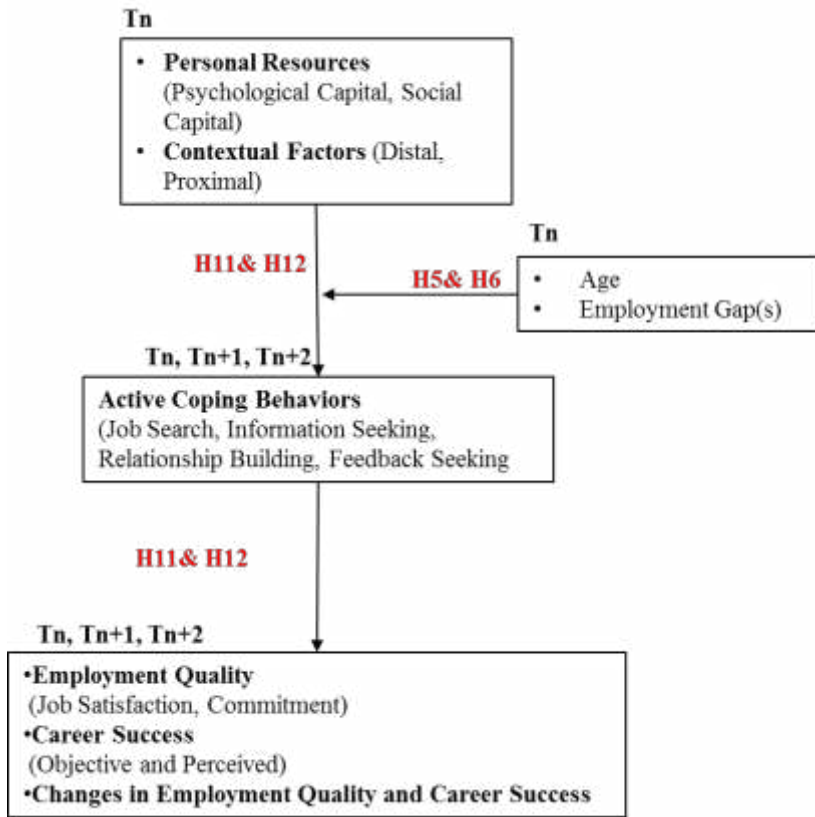 Tn
• Personal Resources
(Psychological Capital, Social
Capital)
• Contextual Factors (Distal,
Proximal)
Tn
H11& H12
H5& H6
• Age
• Employment Gap(s)
Tn, Tn+1, Tn+2
Active Coping Behaviors
(Job Search, Information Seeking,
Relationship Building, Feedback Seeking
H11& H12
Tn, Tn+1, Tn+2
•Employment Quality
(Job Satisfaction, Commitment)
•Career Success
(Objective and Perceived)
•Changes in Employment Quality and Career Success